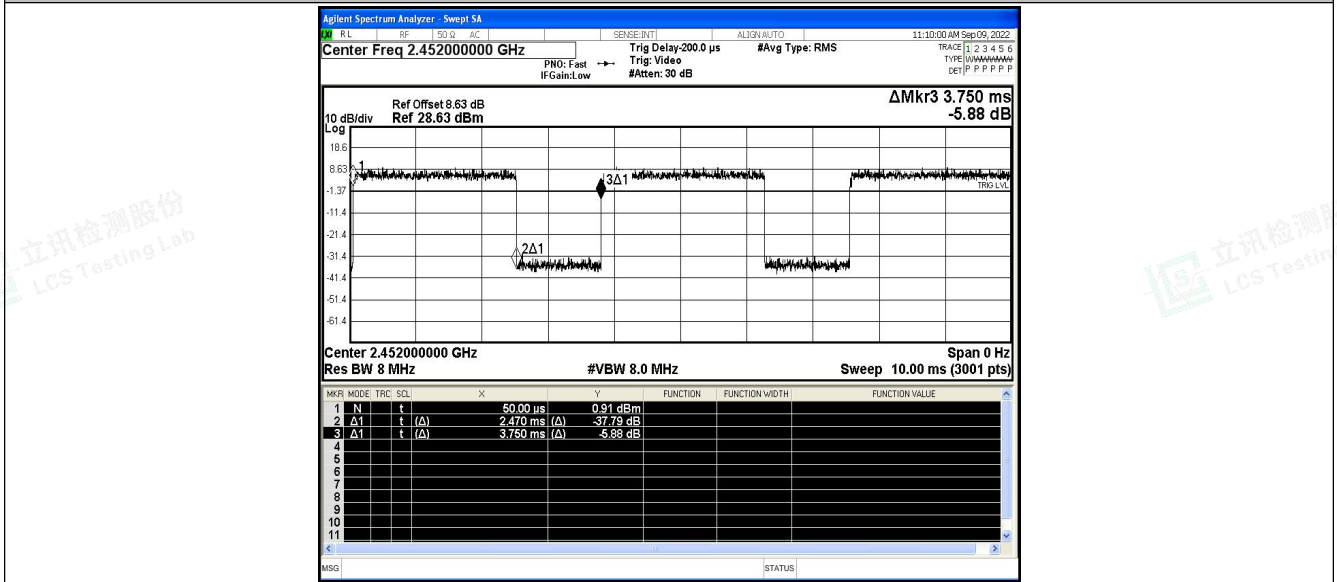 Agilent Spectrum Analyzer - Swept SA
LXI RL RF 50 Ω AC SENSE:INT ALIGN AUTO 11:10:00 AM Sep 09, 2022
Center Freq 2.452000000 GHz
PNO: Fast
IFGain:Low
Trig Delay-200.0 µs
Trig: Video
#Atten: 30 dB
#Avg Type: RMS
TRACE 1 2 3 4 5 6
TYPE
DET P P P P P P
ΔMkr3 3.750 ms
-5.88 dB
Ref Offset 8.63 dB
10 dB/div Ref 28.63 dBm
Log
18.6
8.63
-1.37
-11.4
-21.4
-31.4
-41.4
-51.4
-61.4
1
2Δ1
3Δ1
TRIG LVL
Center 2.452000000 GHz Span 0 Hz
Res BW 8 MHz #VBW 8.0 MHz Sweep 10.00 ms (3001 pts)
MKR MODE TRC SCL X Y FUNCTION FUNCTION WIDTH FUNCTION VALUE
1 N t 50.00 µs 0.91 dBm
2 Δ1 t (Δ) 2.470 ms (Δ) -37.79 dB
3 Δ1 t (Δ) 3.750 ms (Δ) -5.88 dB
4
5
6
7
8
9
10
11
MSG STATUS
立讯检测股份
LCS Testing Lab
立讯检测
LCS Testin